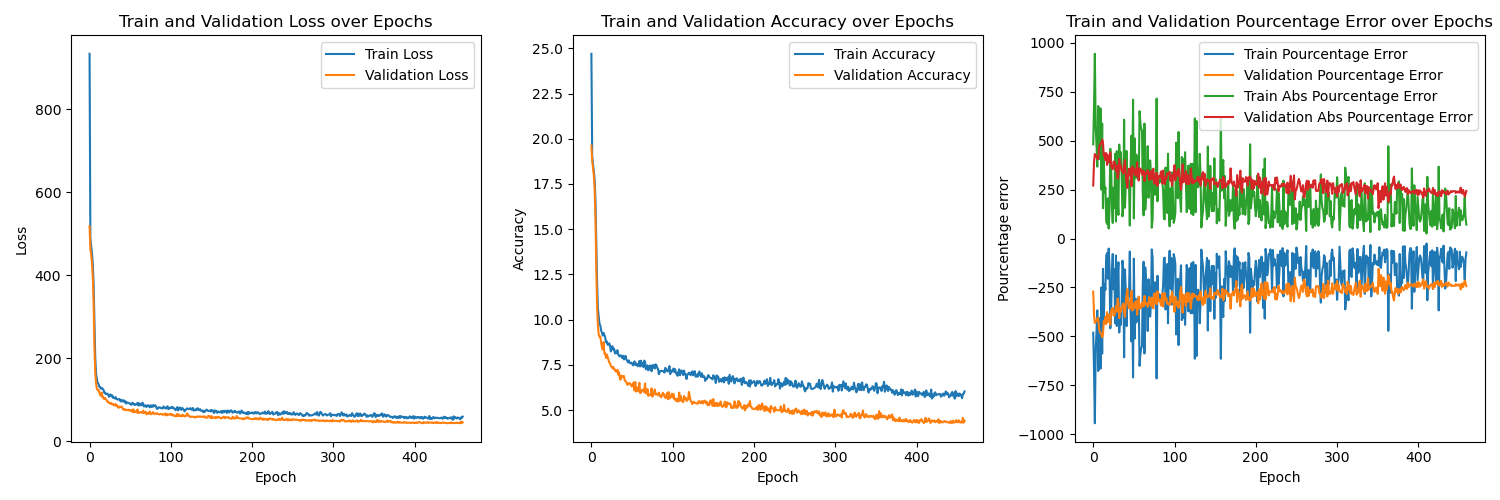 Train and Validation Loss over Epochs
Train Loss
Validation Loss
800
600
400
200
0
Loss
0 100 200 300 400
Epoch
Train and Validation Accuracy over Epochs
Train Accuracy
Validation Accuracy
25.0
22.5
20.0
17.5
15.0
12.5
10.0
7.5
5.0
Accuracy
0 100 200 300 400
Epoch
Train and Validation Pourcentage Error over Epochs
Train Pourcentage Error
Validation Pourcentage Error
Train Abs Pourcentage Error
Validation Abs Pourcentage Error
1000
750
500
250
0
−250
−500
−750
−1000
Pourcentage error
0 100 200 300 400
Epoch